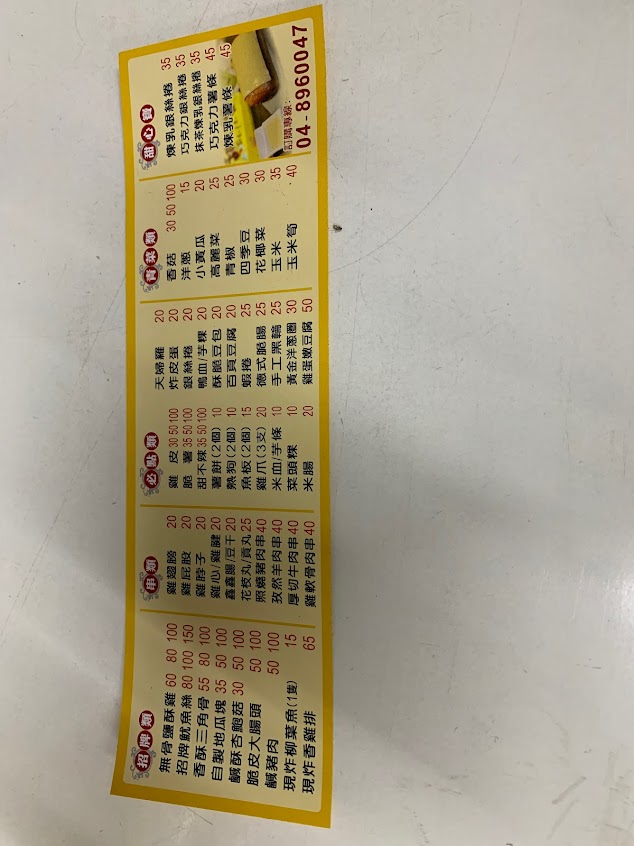 招牌類
無骨鹽酥雞 60 80 100
招牌魷魚絲 80 100 150
香酥三角骨 55 80 100
自製地瓜塊 35 50 100
鹹酥杏鮑菇 30 50 100
脆皮大腸頭 50 100
鹹豬肉 50 100
現炸柳葉魚(1隻) 15
現炸香雞排 65
串類
雞翅膀 20
雞屁股 20
雞脖子 20
雞心/雞腱 20
鑫鑫腸/豆干 20
花枝丸/貢丸 25
照燒豬肉串 40
孜然羊肉串 40
厚切牛肉串 40
雞軟骨肉串 40
必點類
雞皮 30 50 100
脆薯 35 50 100
甜不辣 35 50 100
薯餅(2個) 10
熱狗(2個) 10
魚板(2個) 15
雞爪(3支) 20
米血/芋條 10
菜頭粿 10
米腸 20
天婦羅 20
炸皮蛋 20
銀絲捲 20
鴨血/芋粿 20
酥脆豆包 20
百頁豆腐 20
蝦捲 25
德式脆腸 25
手工黑輪 25
黃金洋蔥圈 30
雞蛋嫩豆腐 50
青菜類
香菇 30 50 100
洋蔥 15
小黃瓜 20
高麗菜 25
青椒 25
四季豆 30
花椰菜 30
玉米 35
玉米筍 40
甜心餐
煉乳銀絲捲 35
巧克力銀絲捲 35
抹茶煉乳銀絲捲 35
巧克力薯條 45
煉乳薯條 45
訂購專線:
04-8960047